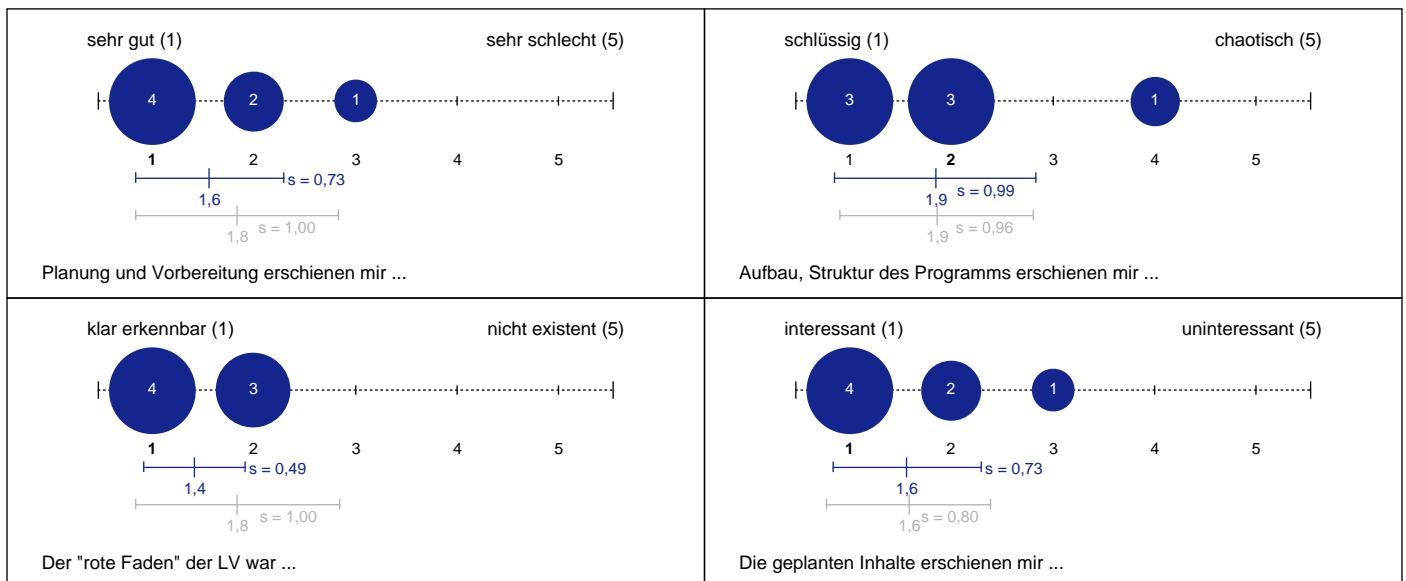 sehr gut (1) sehr schlecht (5)
4 2 1
1 2 3 4 5
s = 0,73
1,6
s = 1,00
1,8
Planung und Vorbereitung erschienen mir ...
schlüssig (1) chaotisch (5)
3 3 1
1 2 3 4 5
s = 0,99
1,9
s = 0,96
1,9
Aufbau, Struktur des Programms erschienen mir ...
klar erkennbar (1) nicht existent (5)
4 3
1 2 3 4 5
s = 0,49
1,4
s = 1,00
1,8
Der "rote Faden" der LV war ...
interessant (1) uninteressant (5)
4 2 1
1 2 3 4 5
s = 0,73
1,6
s = 0,80
1,6
Die geplanten Inhalte erschienen mir ...